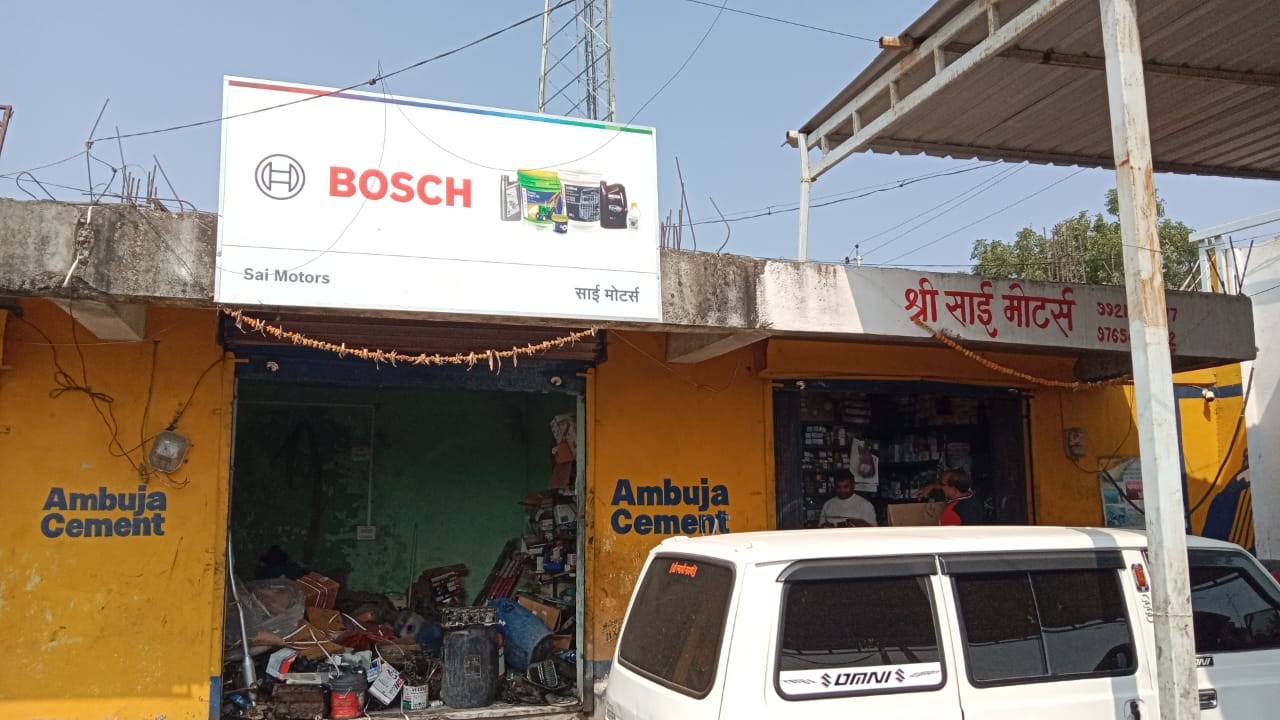 BOSCH
Sai Motors
साई मोटर्स
श्री साई मोटर्स
Ambuja
Cement
Ambuja
Cement
OMNI